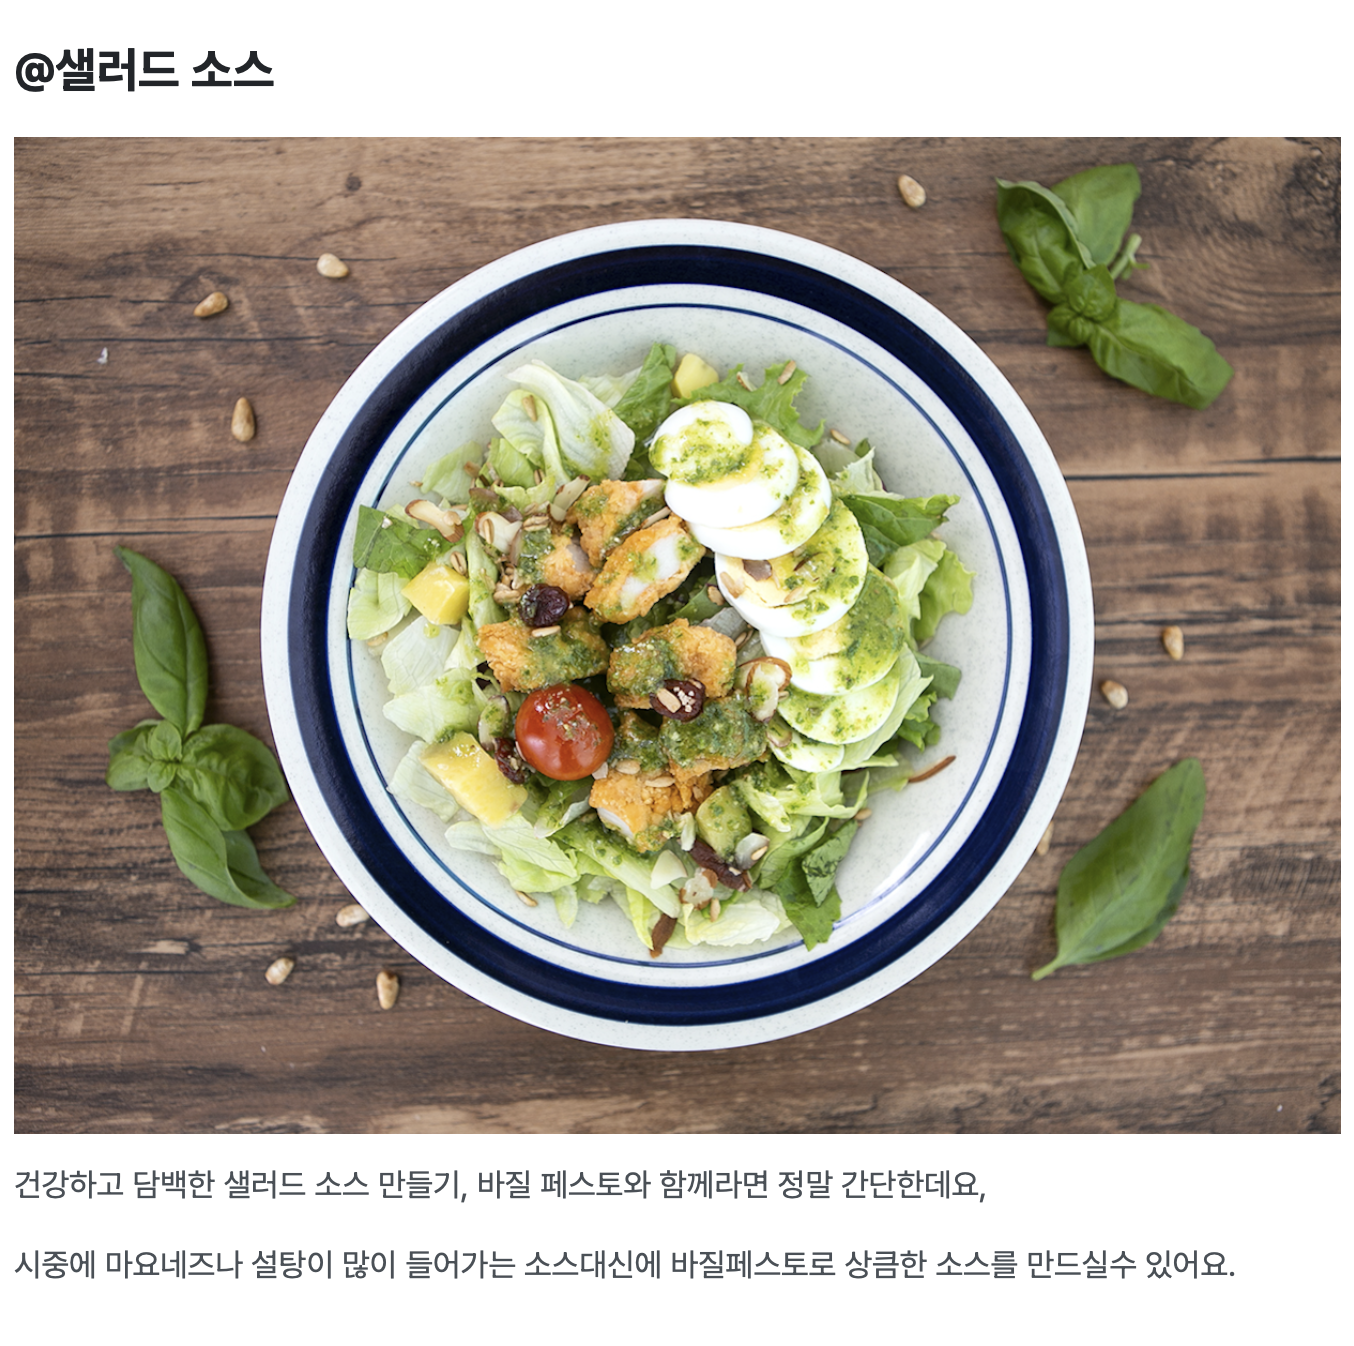 @샐러드 소스
건강하고 담백한 샐러드 소스 만들기, 바질 페스토와 함께라면 정말 간단한데요,
시중에 마요네즈나 설탕이 많이 들어가는 소스대신에 바질페스토로 상큼한 소스를 만드실수 있어요.